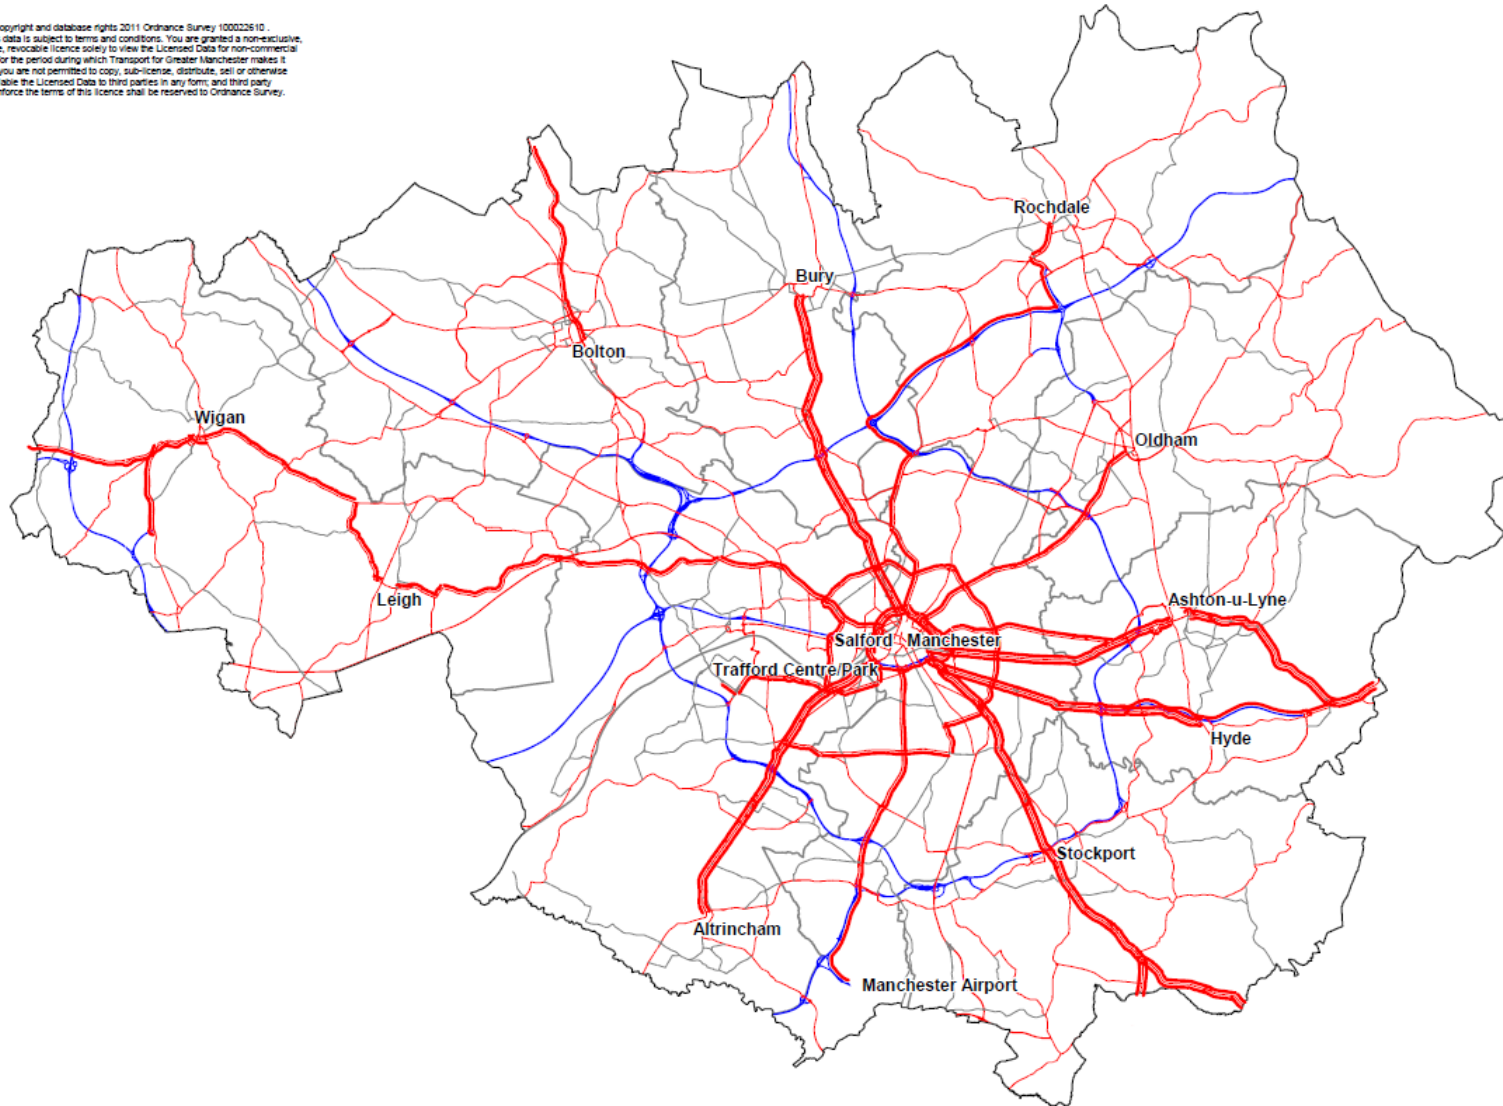 opyright and database rights 2011 Ordnance Survey 100022610 .
data is subject to terms and conditions. You are granted a non-exclusive,
, revocable licence solely to view the Licensed Data for non-commercial
or the period during which Transport for Greater Manchester makes it
you are not permitted to copy, sub-license, distribute, sell or otherwise
able the Licensed Data to third parties in any form; and third party
nforce the terms of this licence shall be reserved to Ordnance Survey.
Rochdale
Bury
Bolton
Wigan
Oldham
Leigh
Ashton-u-Lyne
Salford
Manchester
Trafford Centre/Park
Hyde
Stockport
Altrincham
Manchester Airport